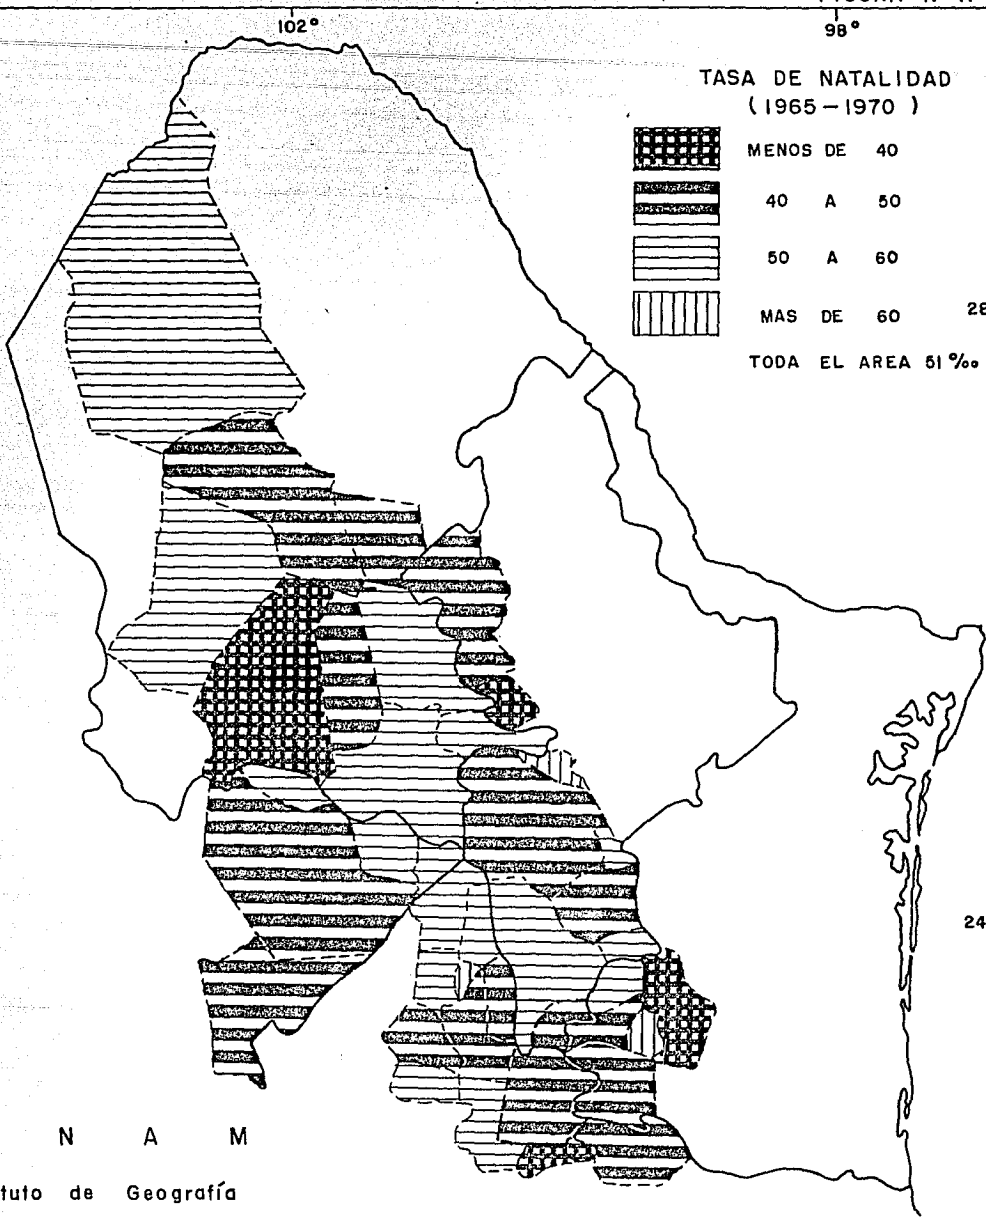 102°
98°
TASA DE NATALIDAD
( 1965 — 1970 )
MENOS DE 40
40 A 50
50 A 60
MAS DE 60
28
TODA EL AREA 51 ‰
24
N A M
tuto de Geografía